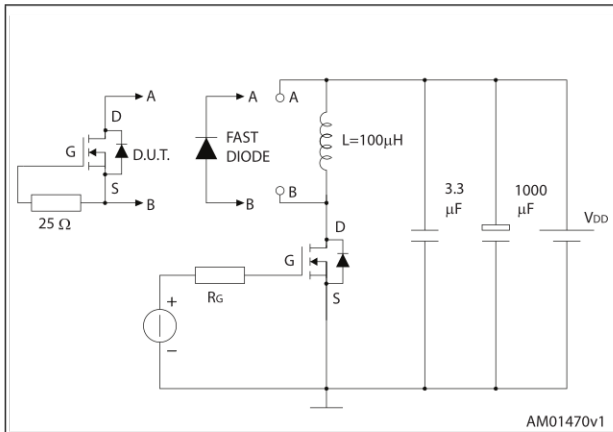 A
D
G
D.U.T.
S
B
25 Ω
A
FAST
DIODE
B
A
L=100µH
B
D
G
S
RG
+
–
3.3
µF
1000
µF
VDD
AM01470v1